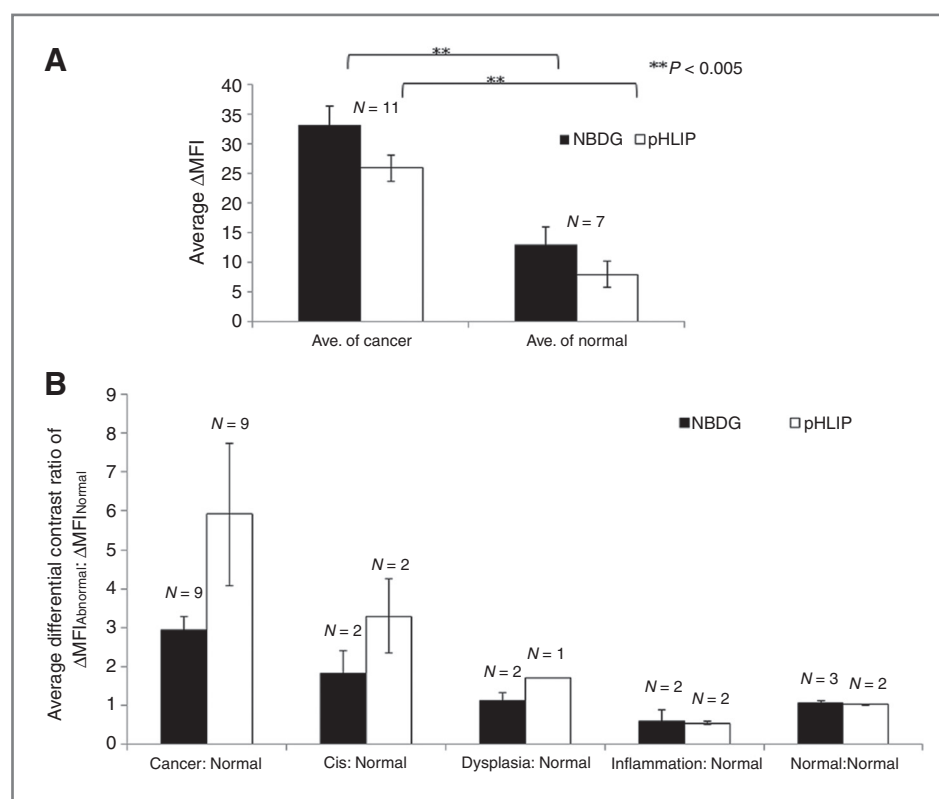 A
**
**
**P < 0.005
40
35
30
25
20
15
10
5
0
Average ΔMFI
N = 11
N = 7
NBDG pHLIP
Ave. of cancer Ave. of normal
B
9
8
7
6
5
4
3
2
1
0
Average differential contrast ratio of
ΔMFIAbnormal: ΔMFINormal
NBDG pHLIP
N = 9
N = 9
N = 2
N = 2
N = 2
N = 1
N = 2
N = 2
N = 3
N = 2
Cancer: Normal Cis: Normal Dysplasia: Normal Inflammation: Normal Normal:Normal